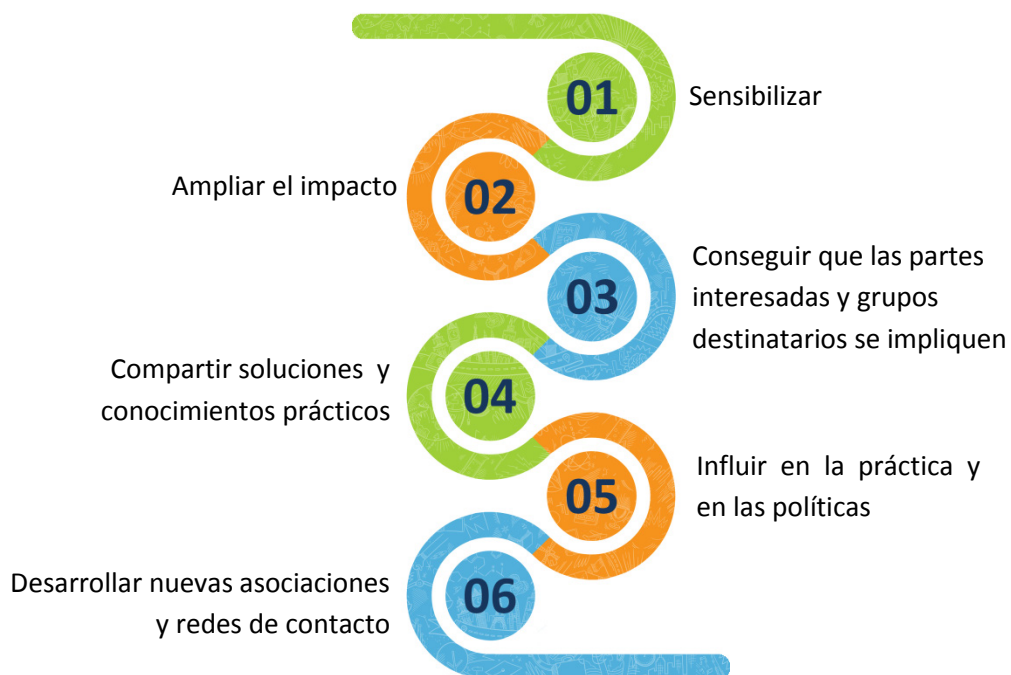 01
Sensibilizar
Ampliar el impacto
02
03
Conseguir que las partes
interesadas y grupos
destinatarios se impliquen
Compartir soluciones y
conocimientos prácticos
04
05
Influir en la práctica y
en las políticas
Desarrollar nuevas asociaciones
y redes de contacto
06